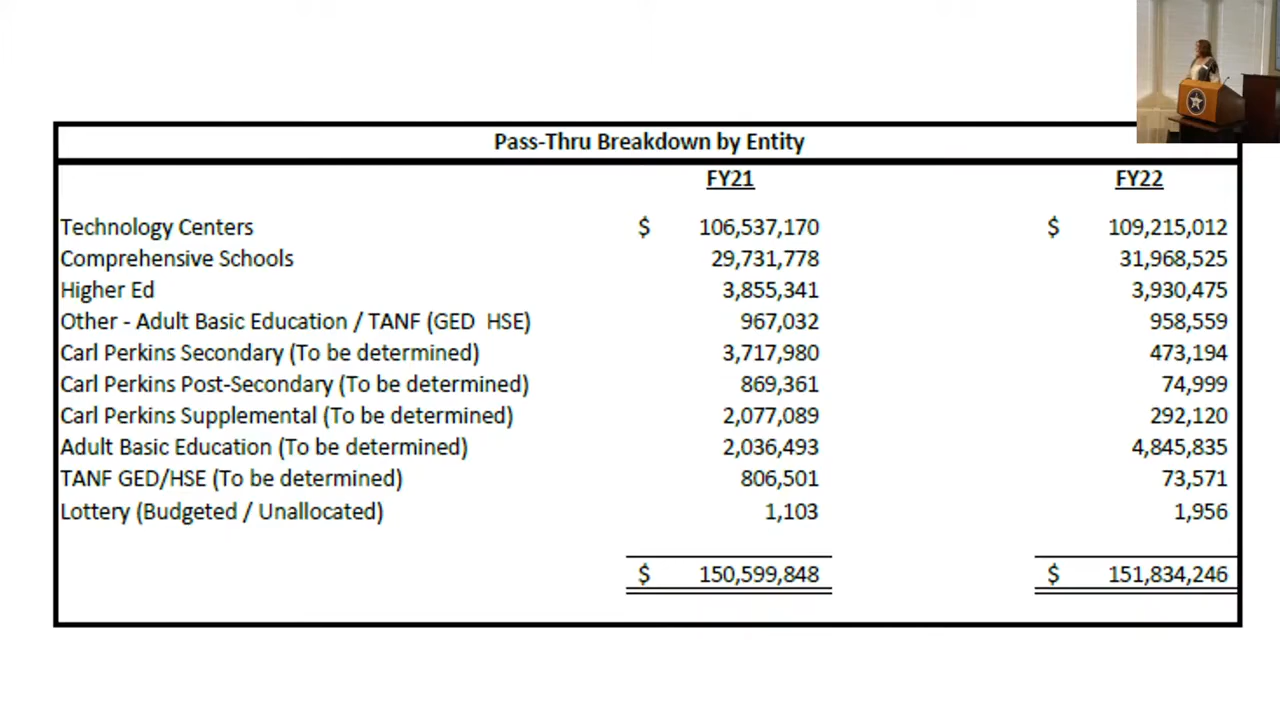 Pass-Thru Breakdown by Entity
FY21 FY22
Technology Centers $ 106,537,170 $ 109,215,012
Comprehensive Schools 29,731,778 31,968,525
Higher Ed 3,855,341 3,930,475
Other - Adult Basic Education / TANF (GED HSE) 967,032 958,559
Carl Perkins Secondary (To be determined) 3,717,980 473,194
Carl Perkins Post-Secondary (To be determined) 869,361 74,999
Carl Perkins Supplemental (To be determined) 2,077,089 292,120
Adult Basic Education (To be determined) 2,036,493 4,845,835
TANF GED/HSE (To be determined) 806,501 73,571
Lottery (Budgeted / Unallocated) 1,103 1,956
$ 150,599,848 $ 151,834,246